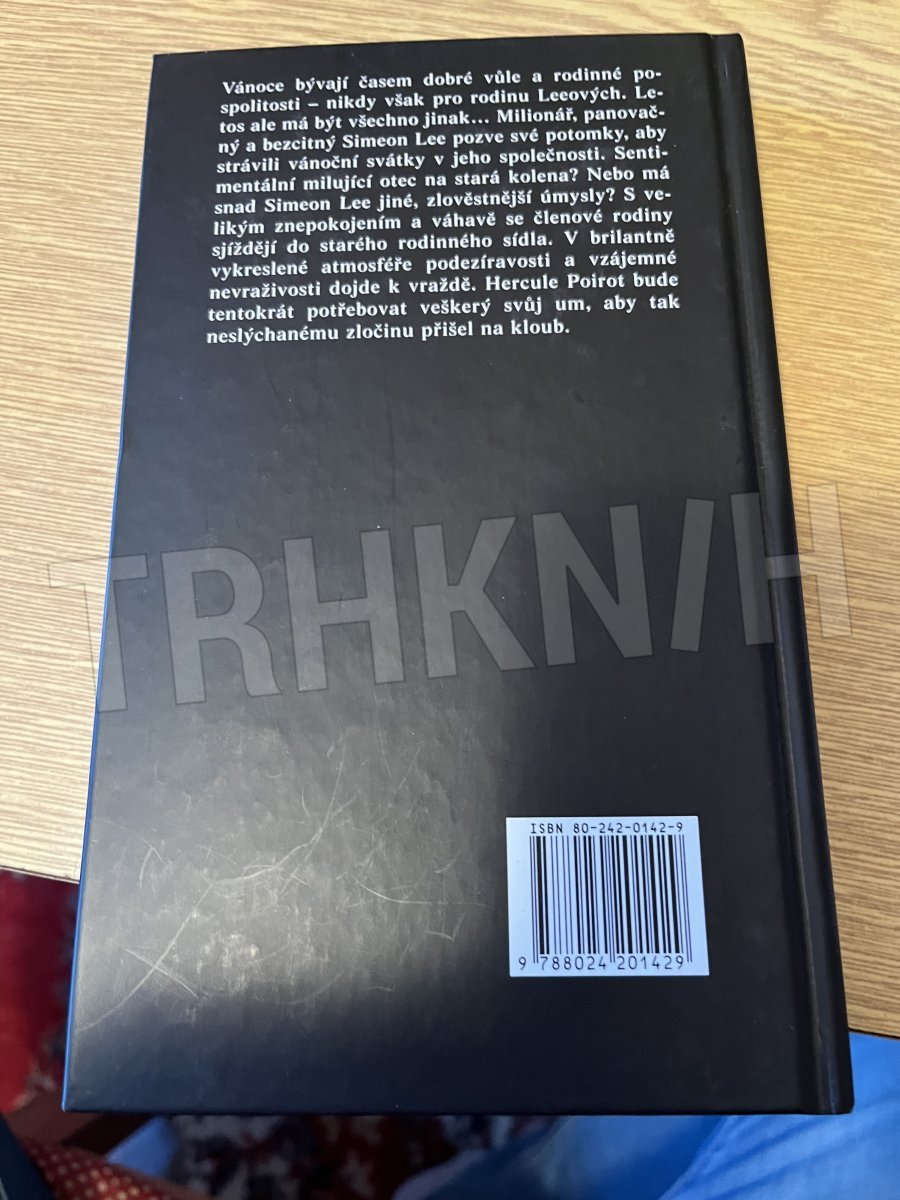 Vánoce bývají časem dobré vůle a rodinné po-
spolitosti – nikdy však pro rodinu Leeových. Le-
tos ale má být všechno jinak... Milionář, panovač-
ný a bezcitný Simeon Lee pozve své potomky, aby
strávili vánoční svátky v jeho společnosti. Senti-
mentální milující otec na stará kolena? Nebo má
snad Simeon Lee jiné, zlověstnější úmysly? S ve-
likým znepokojením a váhavě se členové rodiny
sjíždějí do starého rodinného sídla. V brilantně
vykreslené atmosféře podezíravosti a vzájemné
nevraživosti dojde k vraždě. Hercule Poirot bude
tentokrát potřebovat veškerý svůj um, aby tak
neslýchanému zločinu přišel na kloub.
TRHKN/H
ISBN 80-242-0142-9
9 788024 201429